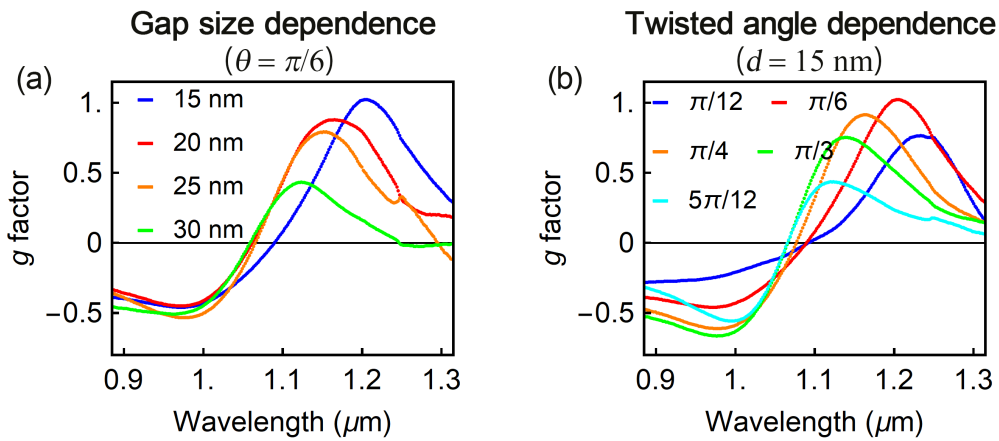 Gap size dependence
(θ = π/6)
(a)
15 nm
20 nm
25 nm
30 nm
1.
0.5
0
−0.5
g factor
0.9 1. 1.1 1.2 1.3
Wavelength (μm)
Twisted angle dependence
(d = 15 nm)
(b)
π/12 π/6
π/4 π/3
5π/12
1.
0.5
0
−0.5
g factor
0.9 1. 1.1 1.2 1.3
Wavelength (μm)